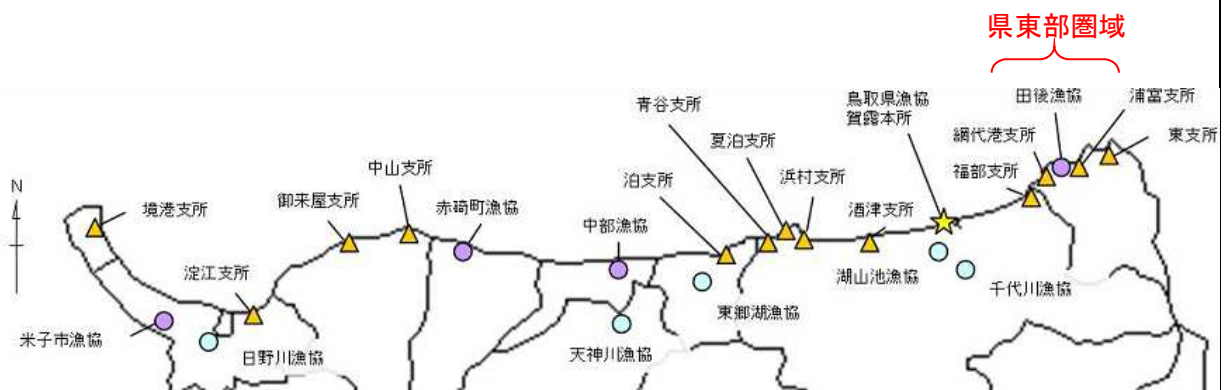 県東部圏域
田後漁協
浦富支所
鳥取県漁協
賀露本所
青谷支所
網代港支所
東支所
夏泊支所
福部支所
中山支所
浜村支所
泊支所
御来屋支所
境港支所
赤碕町漁協
酒津支所
中部漁協
N
淀江支所
湖山池漁協
千代川漁協
東郷湖漁協
米子市漁協
日野川漁協
天神川漁協